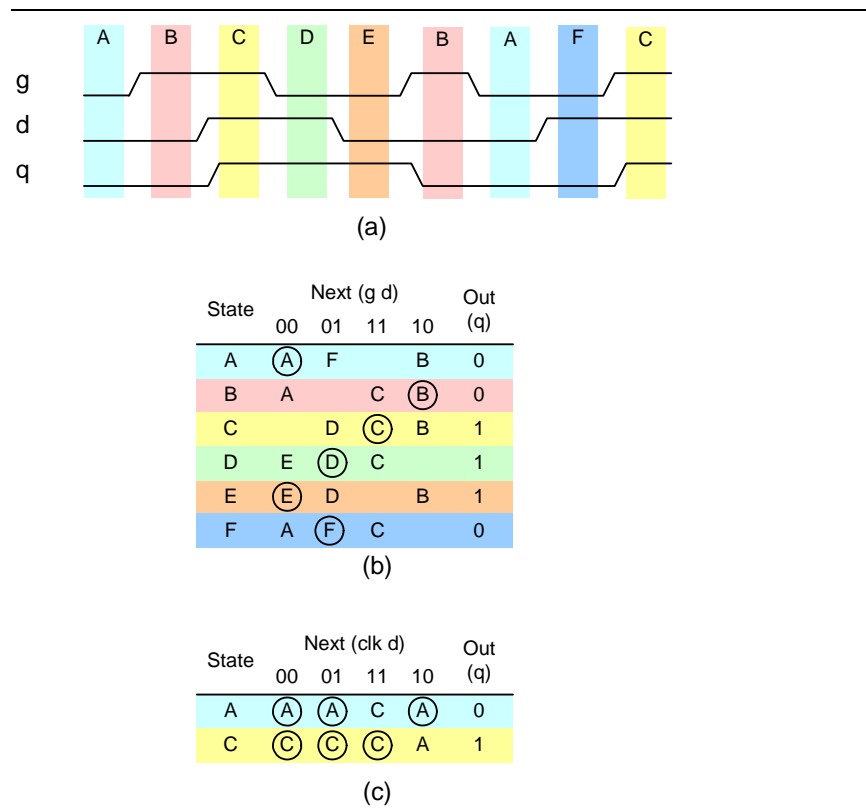 A B C D E B A F C
g
d
q
(a)
Next (g d) Out
State (q)
00 01 11 10
A A F B 0
B A C B 0
C D C B 1
D E D C 1
E E D B 1
F A F C 0
(b)
Next (clk d) Out
State (q)
00 01 11 10
A A A C A 0
C C C C A 1
(c)